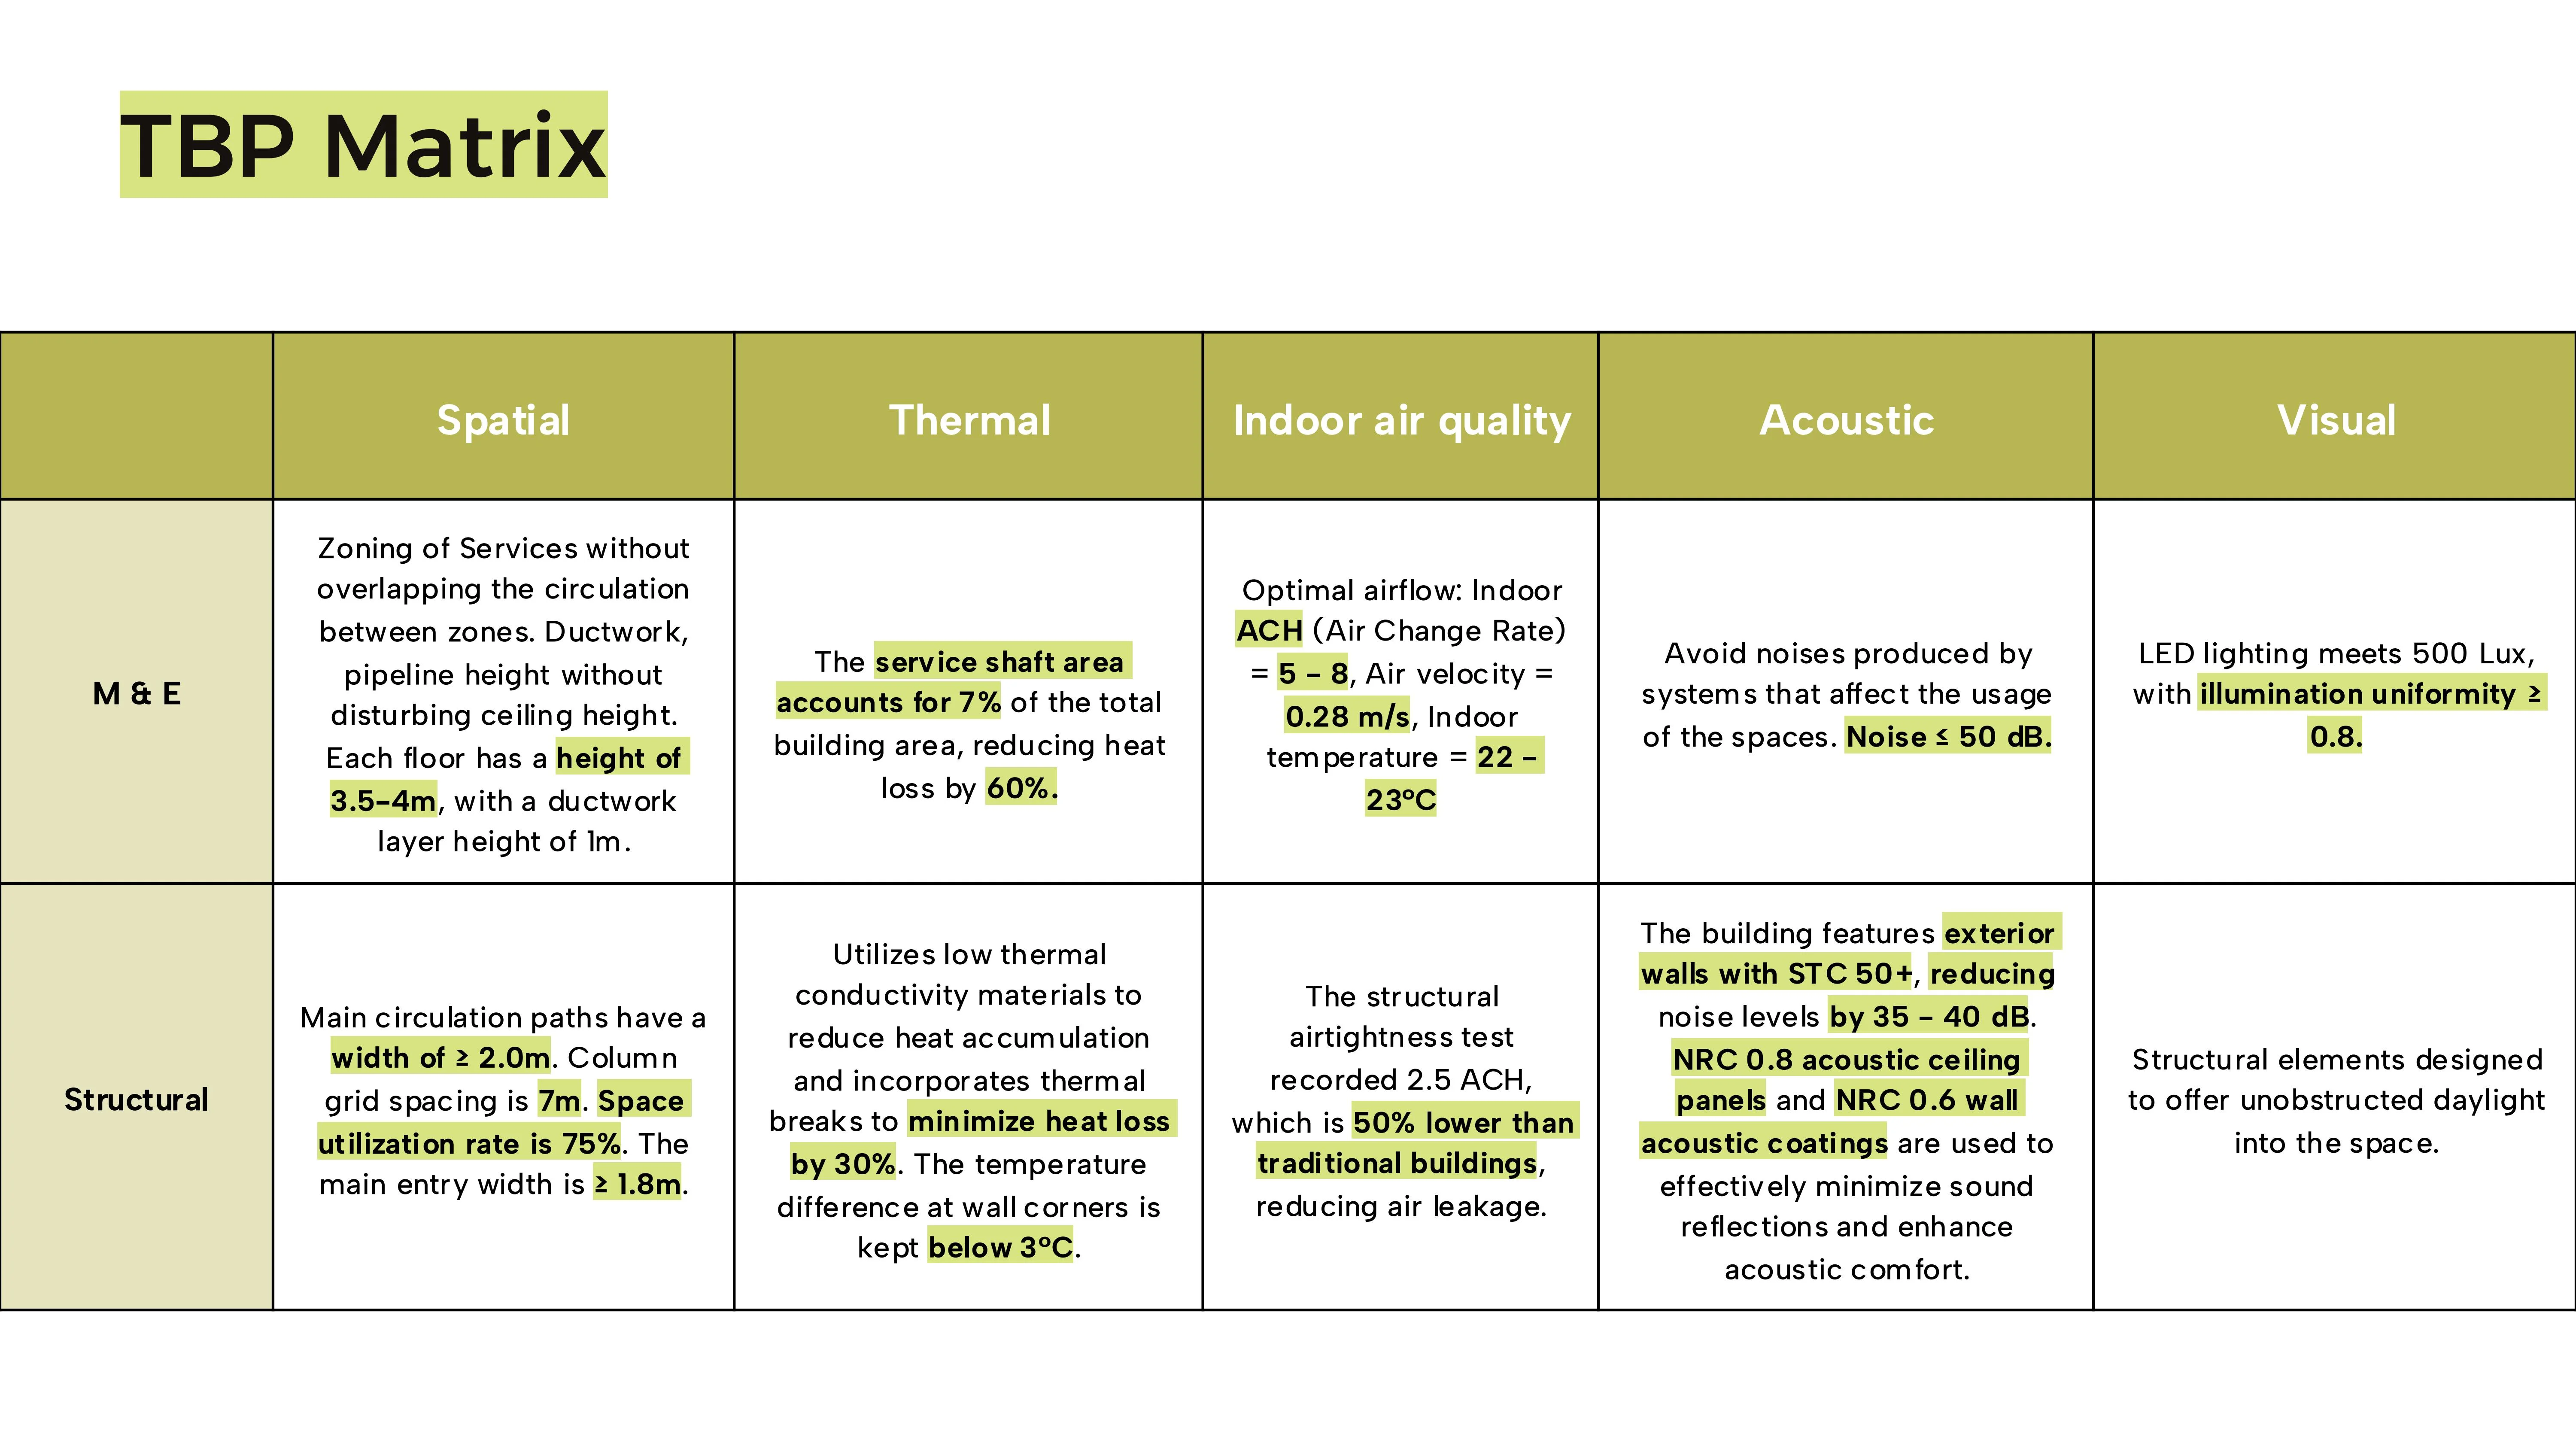 TBP Matrix
Spatial
Thermal
Indoor air quality
Acoustic
Visual
M & E
Zoning of Services without
overlapping the circulation
between zones. Ductwork,
pipeline height without
disturbing ceiling height.
Each floor has a height of
3.5–4m, with a ductwork
layer height of 1m.
The service shaft area
accounts for 7% of the total
building area, reducing heat
loss by 60%.
Optimal airflow: Indoor
ACH (Air Change Rate)
= 5 – 8, Air velocity =
0.28 m/s, Indoor
temperature = 22 –
23°C
Avoid noises produced by
systems that affect the usage
of the spaces. Noise ≤ 50 dB.
LED lighting meets 500 Lux,
with illumination uniformity ≥
0.8.
Structural
Main circulation paths have a
width of ≥ 2.0m. Column
grid spacing is 7m. Space
utilization rate is 75%. The
main entry width is ≥ 1.8m.
Utilizes low thermal
conductivity materials to
reduce heat accumulation
and incorporates thermal
breaks to minimize heat loss
by 30%. The temperature
difference at wall corners is
kept below 3°C.
The structural
airtightness test
recorded 2.5 ACH,
which is 50% lower than
traditional buildings,
reducing air leakage.
The building features exterior
walls with STC 50+, reducing
noise levels by 35 – 40 dB.
NRC 0.8 acoustic ceiling
panels and NRC 0.6 wall
acoustic coatings are used to
effectively minimize sound
reflections and enhance
acoustic comfort.
Structural elements designed
to offer unobstructed daylight
into the space.